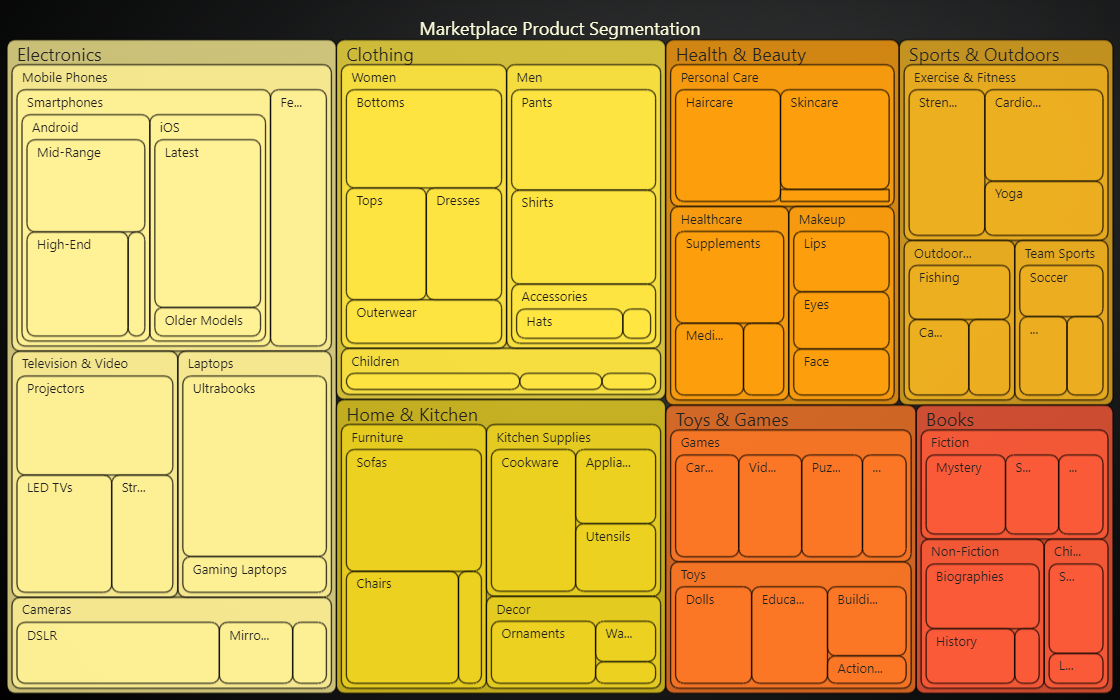 Marketplace Product Segmentation
Electronics
Mobile Phones
Smartphones
Fe...
Android
iOS
Mid-Range
Latest
High-End
Older Models
Television & Video
Laptops
Projectors
Ultrabooks
LED TVs
Str...
Gaming Laptops
Cameras
DSLR
Mirro...
Clothing
Women
Men
Bottoms
Pants
Tops
Dresses
Shirts
Accessories
Hats
Outerwear
Children
Home & Kitchen
Furniture
Kitchen Supplies
Sofas
Cookware
Applia...
Utensils
Chairs
Decor
Ornaments
Wa...
Health & Beauty
Personal Care
Haircare
Skincare
Healthcare
Makeup
Supplements
Lips
Eyes
Medi...
Face
Sports & Outdoors
Exercise & Fitness
Stren...
Cardio...
Yoga
Outdoor...
Team Sports
Fishing
Soccer
Ca...
...
Toys & Games
Games
Car...
Vid...
Puz...
...
Toys
Dolls
Educa...
Buildi...
Action...
Books
Fiction
Mystery
S...
...
Non-Fiction
Chi...
Biographies
S...
History
L...